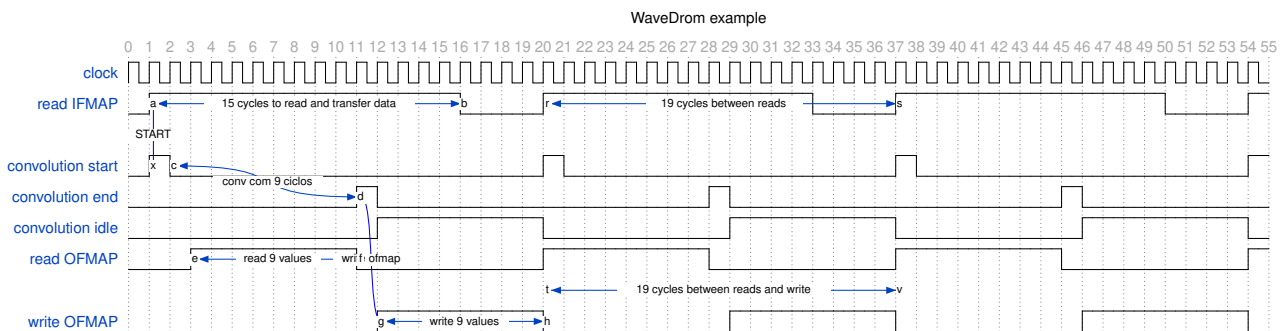 WaveDrom example
0 1 2 3 4 5 6 7 8 9 10 11 12 13 14 15 16 17 18 19 20 21 22 23 24 25 26 27 28 29 30 31 32 33 34 35 36 37 38 39 40 41 42 43 44 45 46 47 48 49 50 51 52 53 54 55
clock
read IFMAP a 15 cycles to read and transfer data b r 19 cycles between reads s
START
convolution start x c
conv com 9 ciclos
convolution end d
convolution idle
read OFMAP e read 9 values f ofmap
t 19 cycles between reads and write v
write OFMAP g write 9 values h